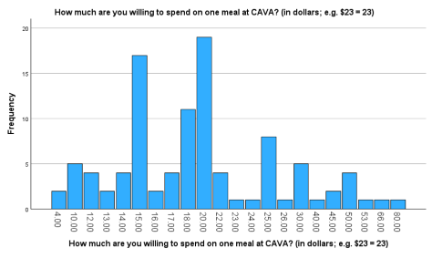 How much are you willing to spend on one meal at CAVA? (in dollars; e.g. $23 = 23)
20
15
10
5
0
Frequency
4.00 10.00 12.00 13.00 14.00 15.00 16.00 17.00 18.00 20.00 22.00 23.00 24.00 25.00 28.00 30.00 40.00 45.00 50.00 53.00 66.00 80.00
How much are you willing to spend on one meal at CAVA? (in dollars; e.g. $23 = 23)